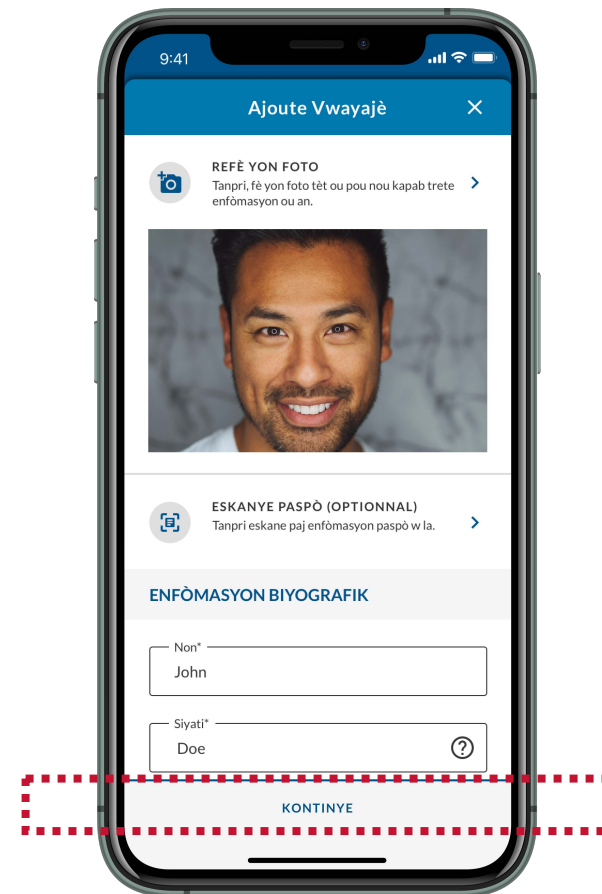 9:41
Ajoute Vwayajè
REFÈ YON FOTO
Tanpri, fè yon foto tèt ou pou nou kapab trete
enfòmasyon ou an.
ESKANYE PASPÒ (OPTIONNAL)
Tanpri eskane paj enfòmasyon paspò w la.
ENFÒMASYON BIYOGRAFIK
Non*
John
Siyati*
Doe
KONTINYE